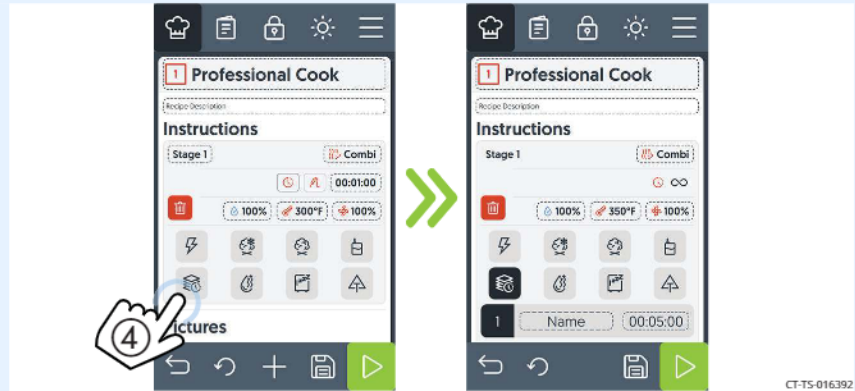 1 Professional Cook
Recipe Description
Instructions
Stage 1 Combi
00:01:00
100% 300°F 100%
4
Pictures
1 Professional Cook
Recipe Description
Instructions
Stage 1 Combi
∞
100% 350°F 100%
1 Name 00:05:00
CT-TS-016392